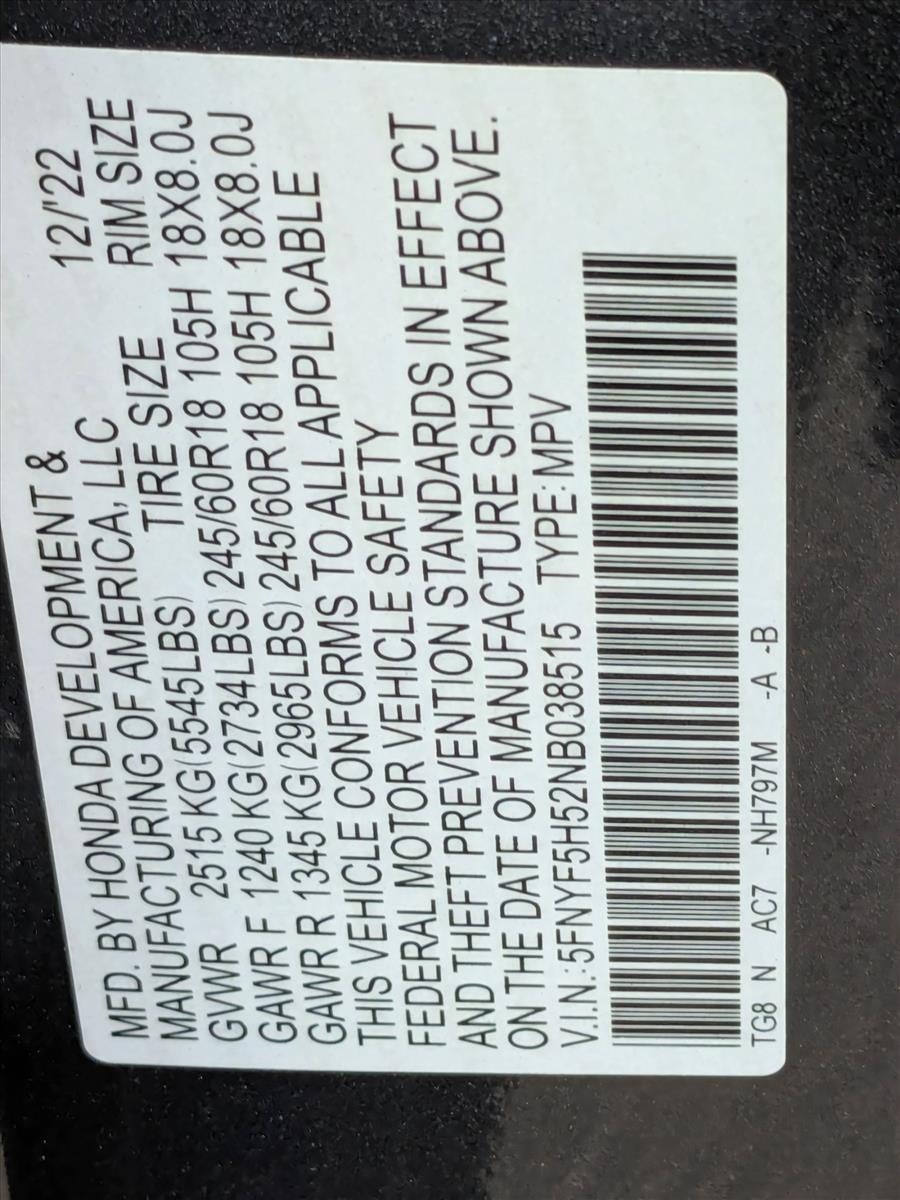 MFD. BY HONDA DEVELOPMENT & 12/'22
MANUFACTURING OF AMERICA, LLC RIM SIZE
GVWR 2515 KG(5545LBS) TIRE SIZE
GAWR F 1240 KG(2734LBS) 245/60R18 105H 18X8.0J
GAWR R 1345 KG(2965LBS) 245/60R18 105H 18X8.0J
THIS VEHICLE CONFORMS TO ALL APPLICABLE
FEDERAL MOTOR VEHICLE SAFETY
AND THEFT PREVENTION STANDARDS IN EFFECT
ON THE DATE OF MANUFACTURE SHOWN ABOVE.
V.I.N.: 5FNYF5H52NB038515 TYPE: MPV
TG8 N AC7 -NH797M -A -B